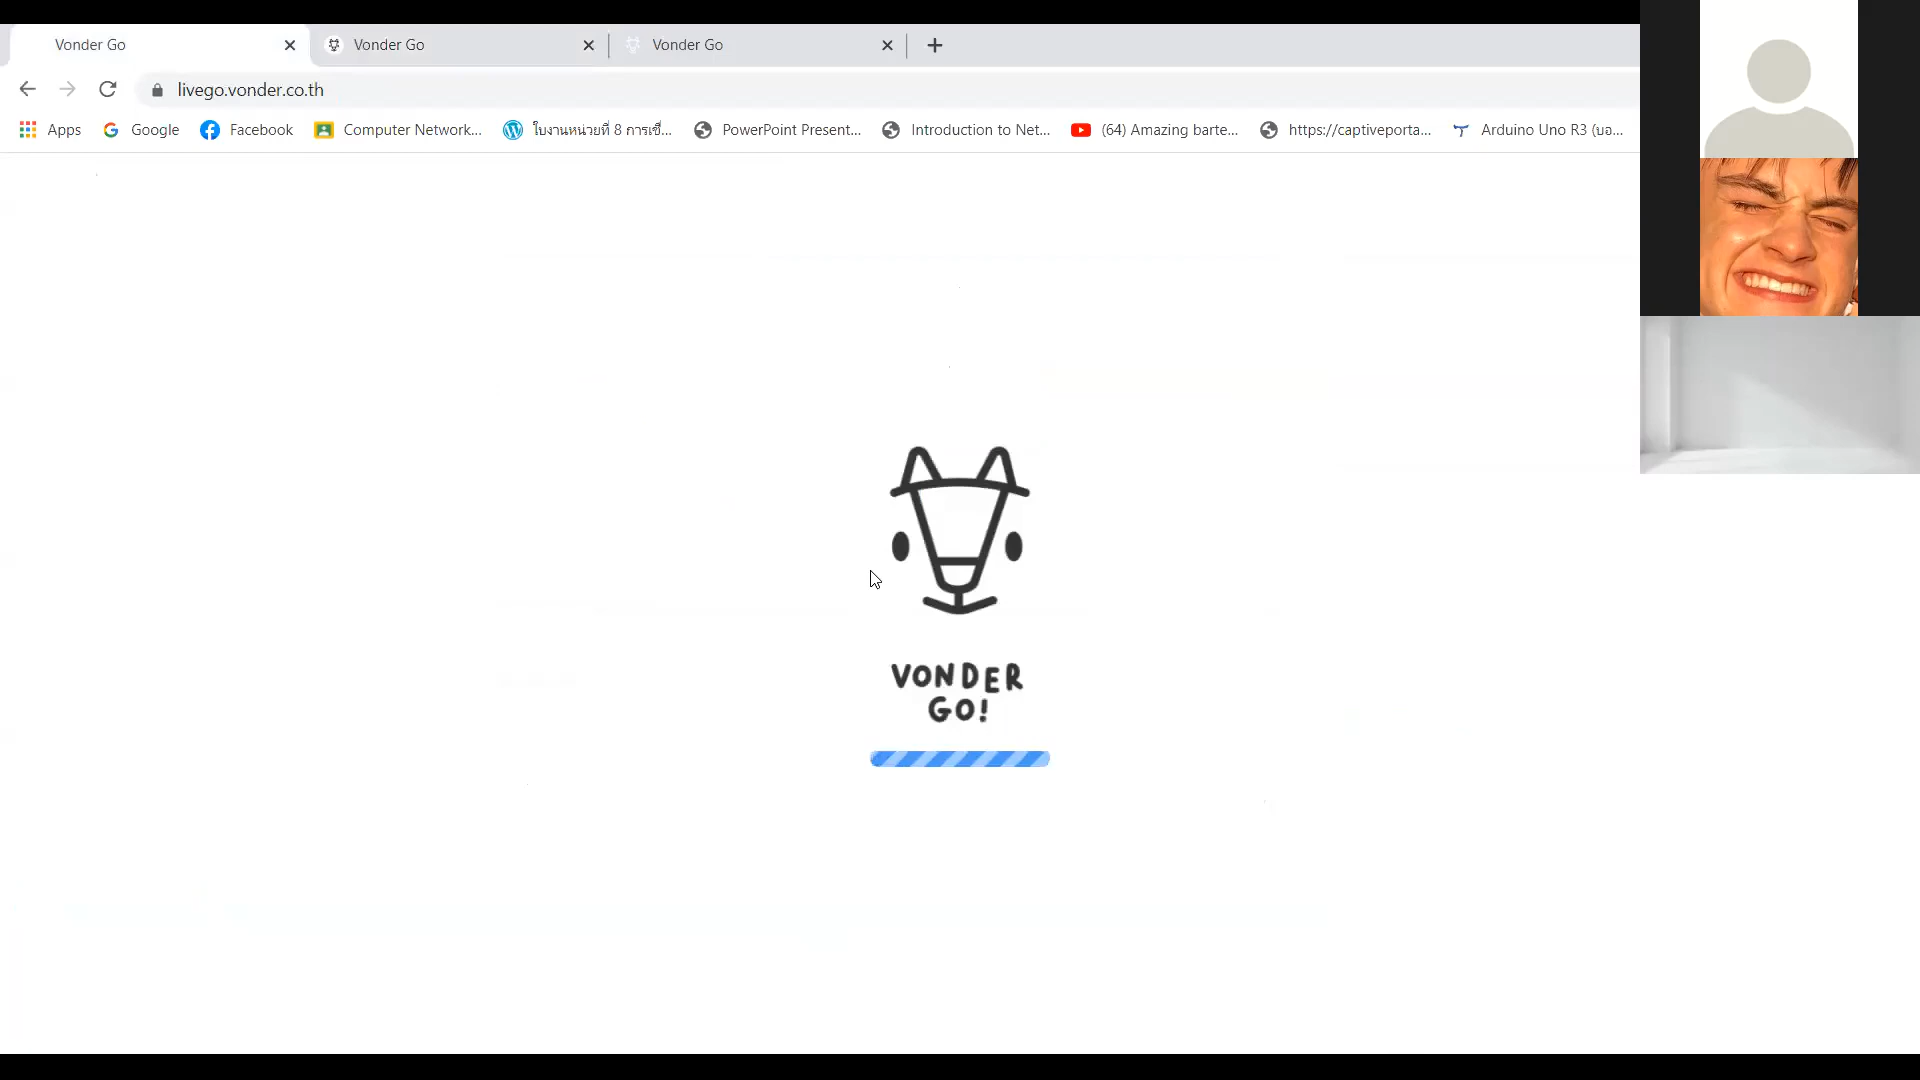 Vonder Go
Vonder Go
Vonder Go
livego.vonder.co.th
Apps
Google
Facebook
Computer Network...
ใบงานหน่วยที่ 8 การเชื่...
PowerPoint Present...
Introduction to Net...
(64) Amazing barte...
https://captiveporta...
Arduino Uno R3 (บอ...
VONDER
GO!